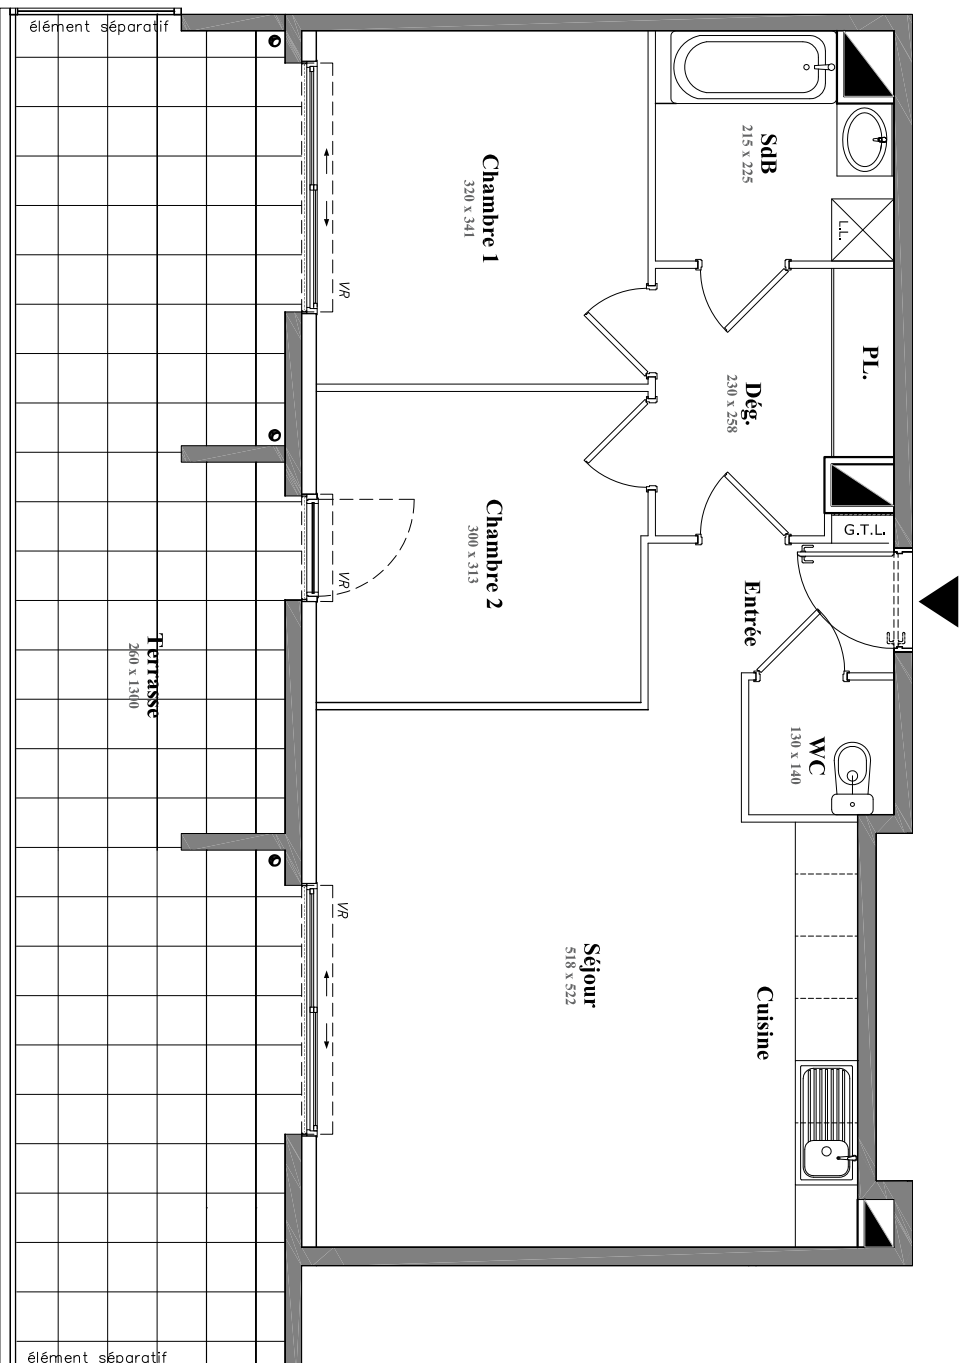 élément séparatif
Chambre 1
320 x 341
SdB
215 x 225
L.L.
VR
PL.
Dég.
230 x 258
G.T.L.
Chambre 2
300 x 313
VR
Entrée
Terrasse
260 x 1300
WC
130 x 140
VR
Séjour
518 x 522
Cuisine
élément séparatif